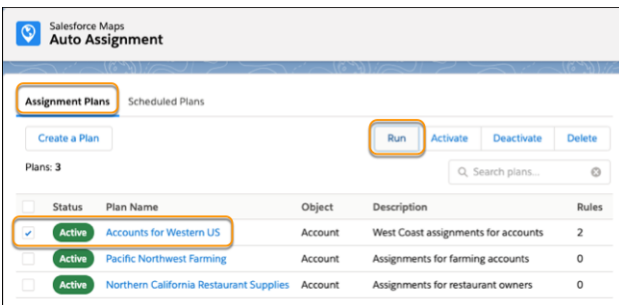 Salesforce Maps
Auto Assignment
Assignment Plans Scheduled Plans
Create a Plan Run Activate Deactivate Delete
Plans: 3 Search plans...
Status Plan Name Object Description Rules
Active Accounts for Western US Account West Coast assignments for accounts 2
Active Pacific Northwest Farming Account Assignments for farming accounts 0
Active Northern California Restaurant Supplies Account Assignments for restaurant owners 0